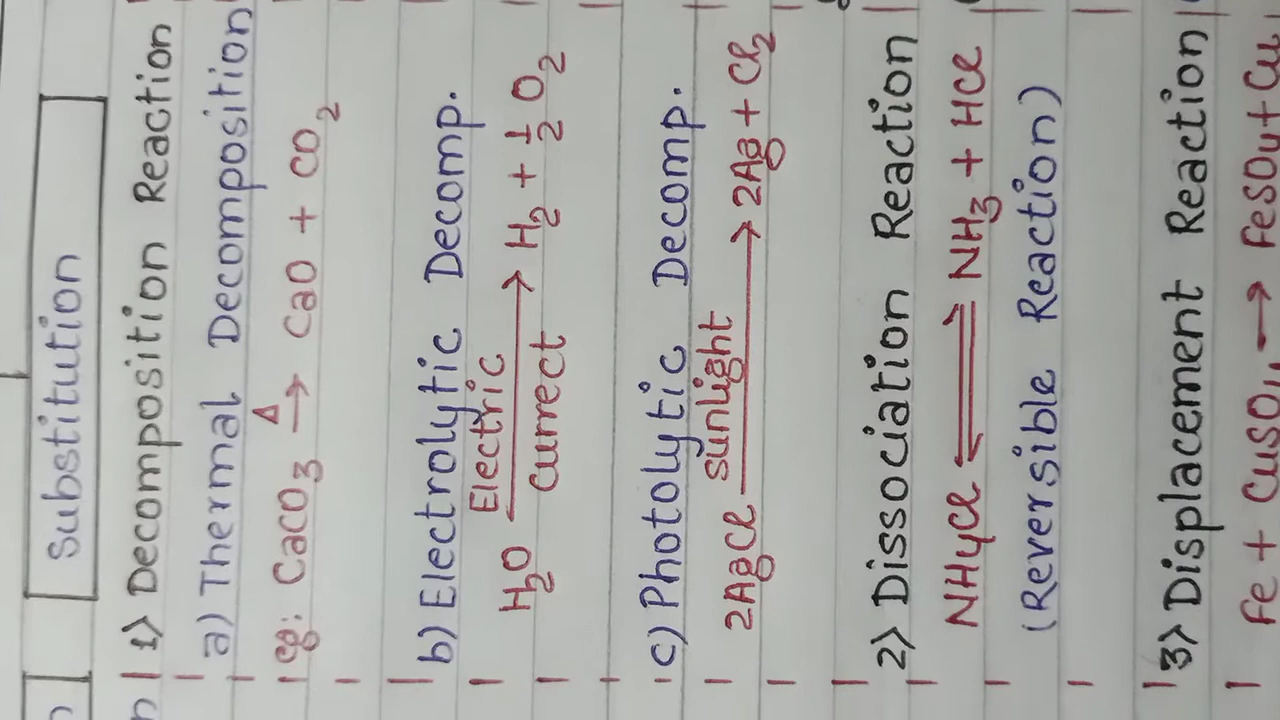 Substitution
1> Decomposition Reaction
a) Thermal Decomposition
eg: CaCO3 Δ→ CaO + CO2
b) Electrolytic Decomp.
Electric
H2O → H2 + 1/2 O2
currect
c) Photolytic Decomp.
sunlight
2AgCl → 2Ag + Cl2
2> Dissociation Reaction
NH4Cl ⇌ NH3 + HCl
(Reversible Reaction)
3> Displacement Reaction
Fe + CuSO4 → FeSO4 + Cu